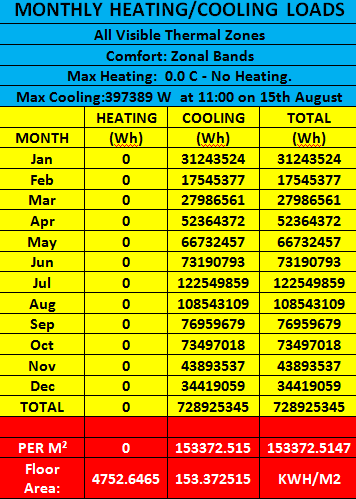 MONTHLY HEATING/COOLING LOADS
All Visible Thermal Zones
Comfort: Zonal Bands
Max Heating: 0.0 C - No Heating.
Max Cooling:397389 W at 11:00 on 15th August
HEATING COOLING TOTAL
MONTH (Wh) (Wh) (Wh)
Jan 0 31243524 31243524
Feb 0 17545377 17545377
Mar 0 27986561 27986561
Apr 0 52364372 52364372
May 0 66732457 66732457
Jun 0 73190793 73190793
Jul 0 122549859 122549859
Aug 0 108543109 108543109
Sep 0 76959679 76959679
Oct 0 73497018 73497018
Nov 0 43893537 43893537
Dec 0 34419059 34419059
TOTAL 0 728925345 728925345
PER M² 0 153372.515 153372.5147
Floor
Area: 4752.6465 153.372515 KWH/M2